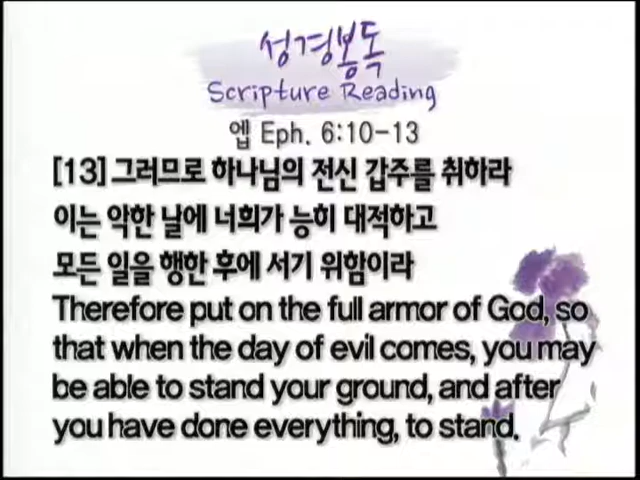 성경봉독
Scripture Reading
엡 Eph. 6:10-13
[13] 그러므로 하나님의 전신 갑주를 취하라
이는 악한 날에 너희가 능히 대적하고
모든 일을 행한 후에 서기 위함이라
Therefore put on the full armor of God, so
that when the day of evil comes, you may
be able to stand your ground, and after
you have done everything, to stand.